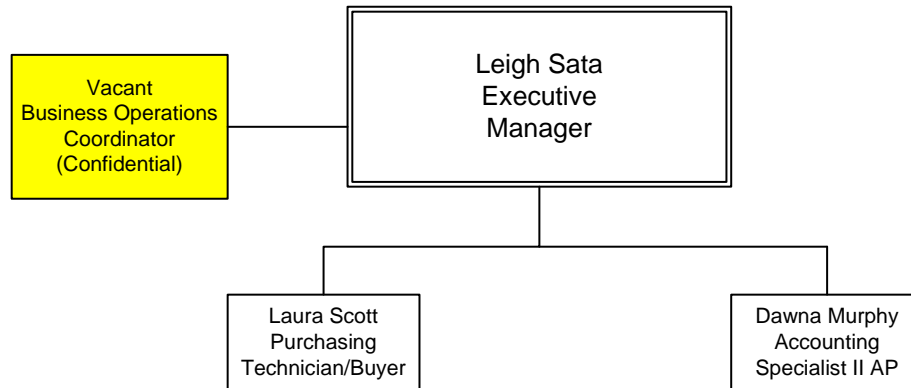 Vacant
Business Operations
Coordinator
(Confidential)
Leigh Sata
Executive
Manager
Laura Scott
Purchasing
Technician/Buyer
Dawna Murphy
Accounting
Specialist II AP